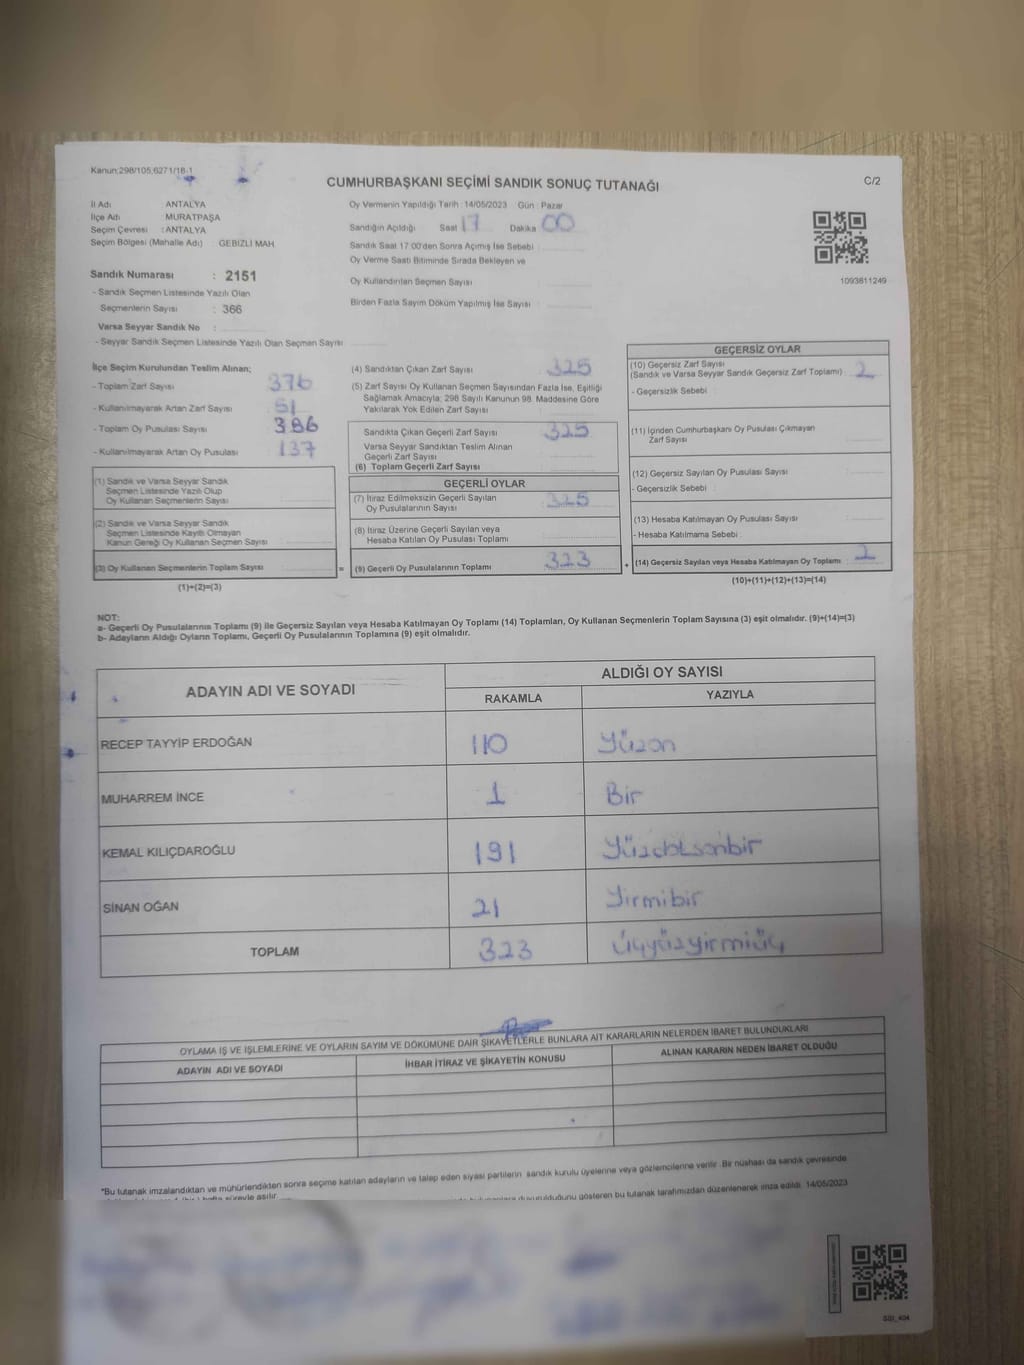 Kanun:298/105,6271/18-1
CUMHURBAŞKANI SEÇİMİ SANDIK SONUÇ TUTANAĞI
C/2
İl Adı ANTALYA
İlçe Adı MURATPAŞA
Seçim Çevresi : ANTALYA
Seçim Bölgesi (Mahalle Adı) GEBİZLİ MAH
Sandık Numarası : 2151
- Sandık Seçmen Listesinde Yazılı Olan
Seçmenlerin Sayısı : 366
Varsa Seyyar Sandık No :
- Seyyar Sandık Seçmen Listesinde Yazılı Olan Seçmen Sayısı
Oy Vermenin Yapıldığı Tarih : 14/05/2023 Gün : Pazar
Sandığın Açıldığı Saat 17 Dakika 00
Sandık Saat 17:00'den Sonra Açımış İse Sebebi
Oy Verme Saati Bitiminde Sırada Bekleyen ve
Oy Kullandırılan Seçmen Sayısı
Birden Fazla Sayım Döküm Yapılmış İse Sayısı
1093811249
İlçe Seçim Kurulundan Teslim Alınan;
- Toplam Zarf Sayısı 376
- Kullanılmayarak Artan Zarf Sayısı 51
- Toplam Oy Pusulası Sayısı 386
- Kullanılmayarak Artan Oy Pusulası 137
(1) Sandık ve Varsa Seyyar Sandık
Seçmen Listesinde Yazılı Olup
Oy Kullanan Seçmenlerin Sayısı
(2) Sandık ve Varsa Seyyar Sandık
Seçmen Listesinde Kayıtlı Olmayan
Kanun Gereği Oy Kullanan Seçmen Sayısı
(3) Oy Kullanan Seçmenlerin Toplam Sayısı
(1)+(2)=(3)
(4) Sandıktan Çıkan Zarf Sayısı 325
(5) Zarf Sayısı Oy Kullanan Seçmen Sayısından Fazla İse, Eşitliği
Sağlamak Amacıyla; 298 Sayılı Kanunun 98. Maddesine Göre
Yakılarak Yok Edilen Zarf Sayısı
Sandıkta Çıkan Geçerli Zarf Sayısı 325
Varsa Seyyar Sandıktan Teslim Alınan
Geçerli Zarf Sayısı
(6) Toplam Geçerli Zarf Sayısı
GEÇERLİ OYLAR
(7) İtiraz Edilmeksizin Geçerli Sayılan
Oy Pusulalarının Sayısı 325
(8) İtiraz Üzerine Geçerli Sayılan veya
Hesaba Katılan Oy Pusulası Toplamı
= (9) Geçerli Oy Pusulalarının Toplamı 323
GEÇERSİZ OYLAR
(10) Geçersiz Zarf Sayısı
(Sandık ve Varsa Seyyar Sandık Geçersiz Zarf Toplamı) 2
- Geçersizlik Sebebi
(11) İçinden Cumhurbaşkanı Oy Pusulası Çıkmayan
Zarf Sayısı
(12) Geçersiz Sayılan Oy Pusulası Sayısı
- Geçersizlik Sebebi :
(13) Hesaba Katılmayan Oy Pusulası Sayısı
- Hesaba Katılmama Sebebi :
+ (14) Geçersiz Sayılan veya Hesaba Katılmayan Oy Toplamı 2
(10)+(11)+(12)+(13)=(14)
NOT:
a- Geçerli Oy Pusulalarının Toplamı (9) ile Geçersiz Sayılan veya Hesaba Katılmayan Oy Toplamı (14) Toplamları, Oy Kullanan Seçmenlerin Toplam Sayısına (3) eşit olmalıdır. (9)+(14)=(3)
b- Adayların Aldığı Oyların Toplamı, Geçerli Oy Pusulalarının Toplamına (9) eşit olmalıdır.
ADAYIN ADI VE SOYADI ALDIĞI OY SAYISI
RAKAMLA YAZIYLA
RECEP TAYYİP ERDOĞAN 110 Yüzon
MUHARREM İNCE 1 Bir
KEMAL KILIÇDAROĞLU 191 Yüzdoksanbir
SİNAN OĞAN 21 Yirmibir
TOPLAM 323 Üçyüzyirmiüç
OYLAMA İŞ VE İŞLEMLERİNE VE OYLARIN SAYIM VE DÖKÜMÜNE DAİR ŞİKAYETLERLE BUNLARA AİT KARARLARIN NELERDEN İBARET BULUNDUKLARI
ADAYIN ADI VE SOYADI İHBAR İTİRAZ VE ŞİKAYETİN KONUSU ALINAN KARARIN NEDEN İBARET OLDUĞU
*Bu tutanak imzalandıktan ve mühürlendikten sonra seçime katılan adayların ve talep eden siyasi partilerin sandık kurulu üyelerine veya gözlemcilerine verilir. Bir nüshası da sandık çevresinde
hafta süreyle asılır. duyurulduğunu gösteren bu tutanak tarafımızdan düzenlenerek imza edildi. 14/05/2023